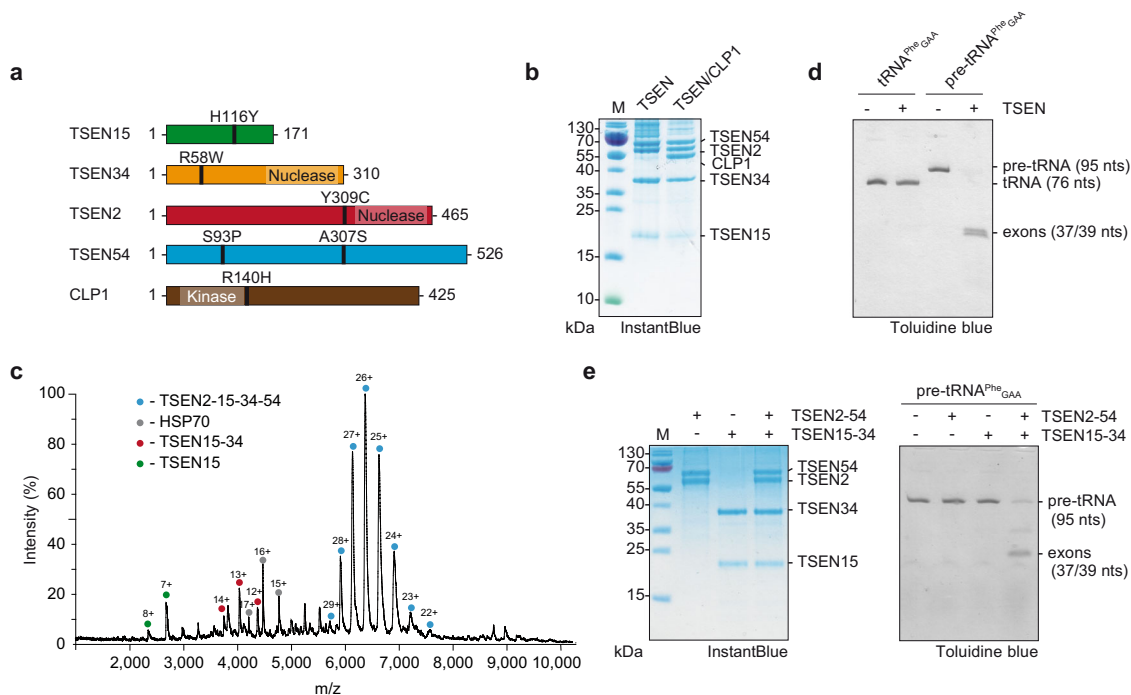 a
H116Y
TSEN15 1 171
R58W
TSEN34 1 Nuclease 310
Y309C
TSEN2 1 Nuclease 465
S93P A307S
TSEN54 1 526
R140H
CLP1 1 Kinase 425
b
M TSEN TSEN/CLP1
130
70
55
40
35
25
15
10
TSEN54
TSEN2
CLP1
TSEN34
TSEN15
kDa InstantBlue
d
tRNAPheGAA pre-tRNAPheGAA
- + - + TSEN
pre-tRNA (95 nts)
tRNA (76 nts)
exons (37/39 nts)
Toluidine blue
c
- TSEN2-15-34-54
- HSP70
- TSEN15-34
- TSEN15
Intensity (%)
100
80
60
40
20
0
8+ 7+ 14+ 13+ 17+ 12+ 16+ 15+ 29+ 28+ 27+ 26+ 25+ 24+ 23+ 22+
2,000 3,000 4,000 5,000 6,000 7,000 8,000 9,000 10,000
m/z
e
+ - + TSEN2-54
M - + + TSEN15-34
130
70
55
40
35
25
15
TSEN54
TSEN2
TSEN34
TSEN15
kDa InstantBlue
pre-tRNAPheGAA
- + - + TSEN2-54
- - + + TSEN15-34
pre-tRNA
(95 nts)
exons
(37/39 nts)
Toluidine blue